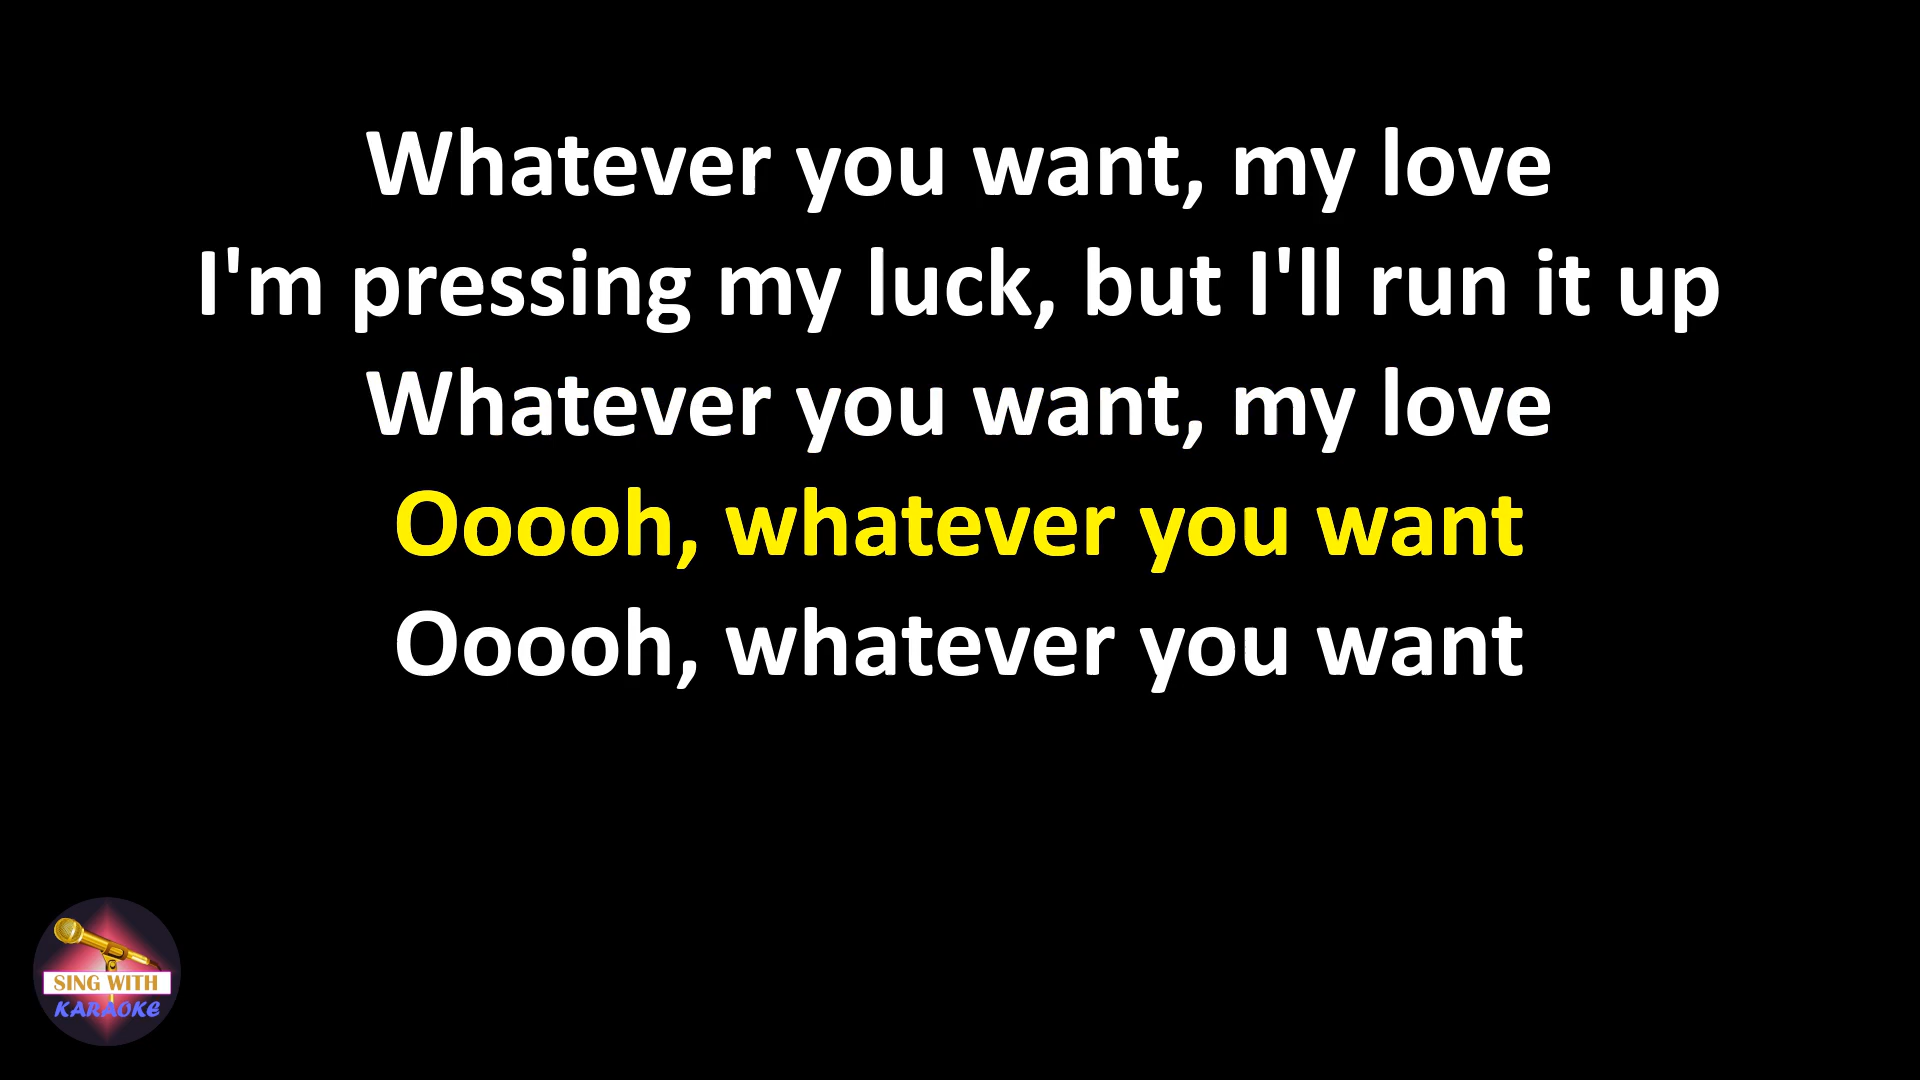 Whatever you want, my love
I'm pressing my luck, but I'll run it up
Whatever you want, my love
Ooooh, whatever you want
Ooooh, whatever you want
SING WITH
KARAOKE